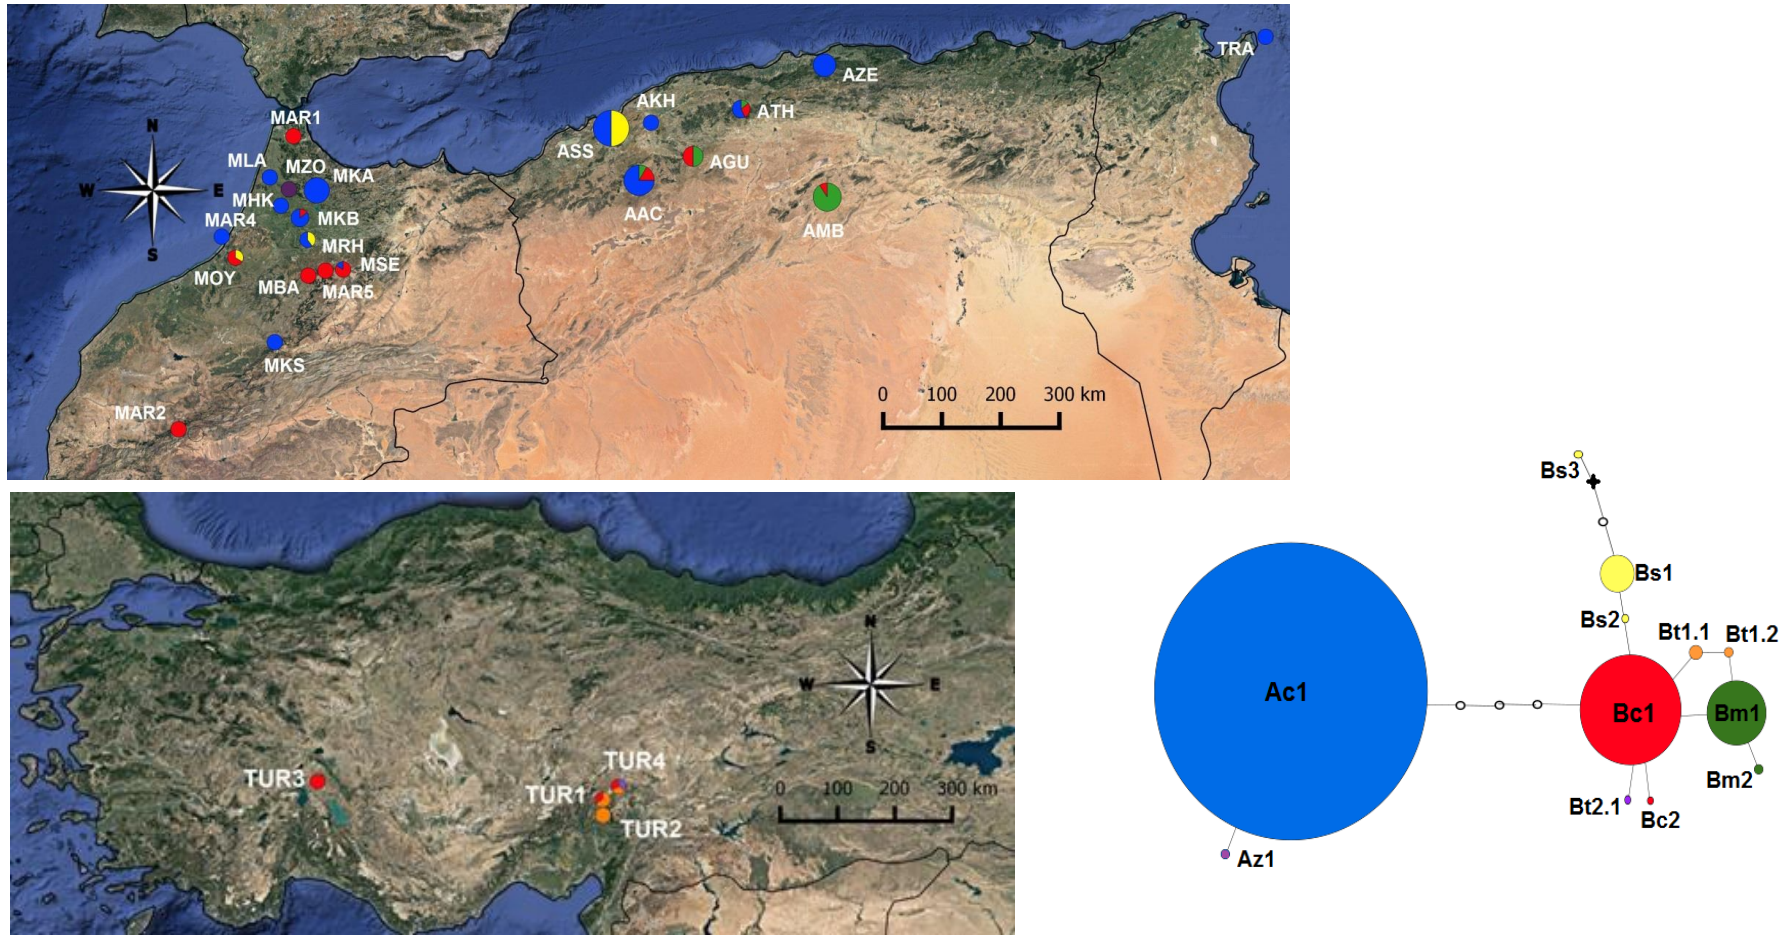 TRA
AZE
AKH
ATH
MAR1
ASS
AGU
MLA
MZO
MKA
N
W
E
S
MHK
MAR4
MKB
AAC
AMB
MRH
MOY
MSE
MBA
MAR5
MKS
0 100 200 300 km
MAR2
Bs3
Bs1
Bs2
Bt1.1
Bt1.2
Ac1
Bc1
Bm1
Bm2
Bt2.1
Bc2
Az1
N
W
E
S
TUR3
TUR4
TUR1
TUR2
0 100 200 300 km